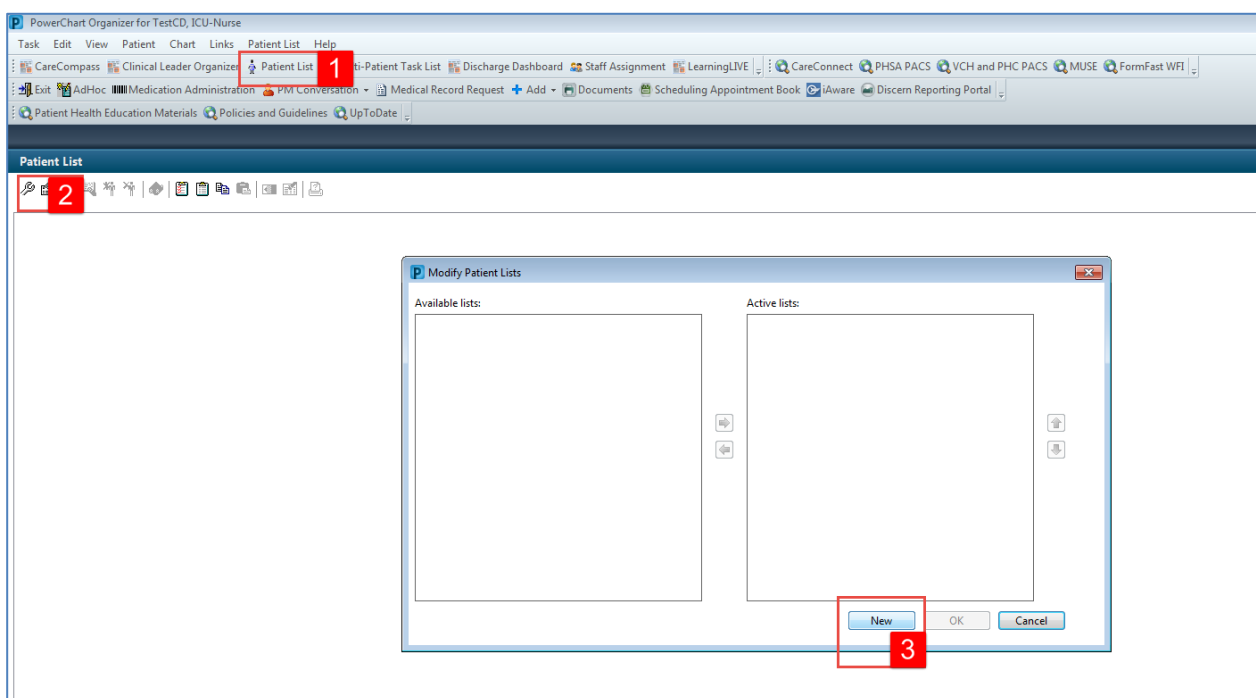 PowerChart Organizer for TestCD, ICU-Nurse
Task Edit View Patient Chart Links Patient List Help
CareCompass Clinical Leader Organizer Patient List 1 ti-Patient Task List Discharge Dashboard Staff Assignment LearningLIVE CareConnect PHSA PACS VCH and PHC PACS MUSE FormFast WFI
Exit AdHoc Medication Administration PM Conversation Medical Record Request Add Documents Scheduling Appointment Book iAware Discern Reporting Portal
Patient Health Education Materials Policies and Guidelines UpToDate
Patient List
2
Modify Patient Lists
Available lists: Active lists:
New OK Cancel
3